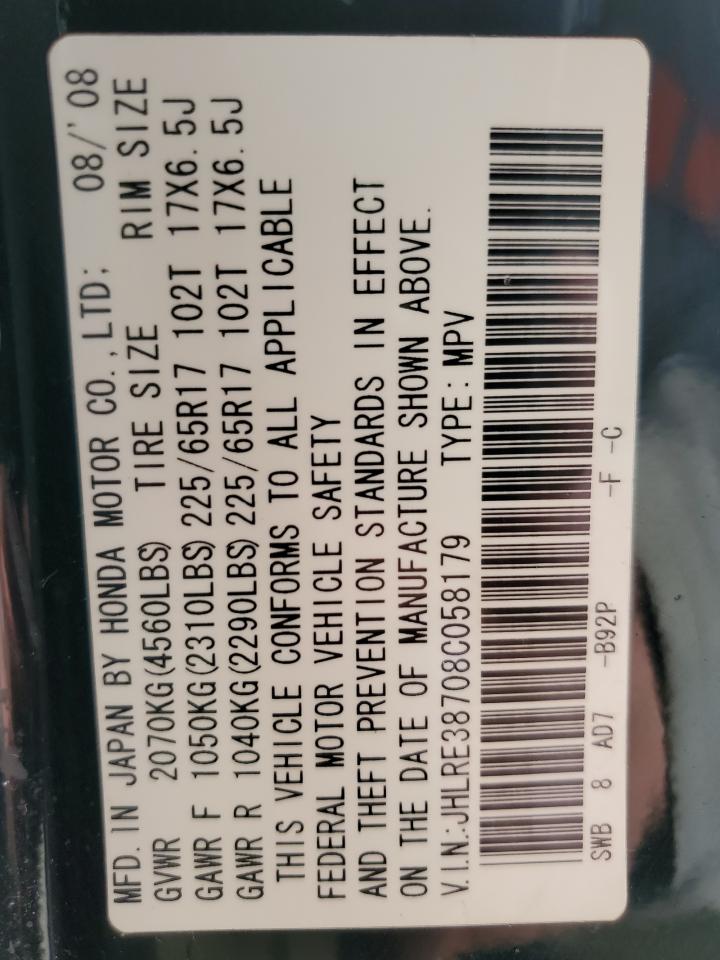 MFD. IN JAPAN BY HONDA MOTOR CO., LTD; 08/'08
GVWR 2070KG(4560LBS) TIRE SIZE RIM SIZE
GAWR F 1050KG(2310LBS) 225/65R17 102T 17X6.5J
GAWR R 1040KG(2290LBS) 225/65R17 102T 17X6.5J
THIS VEHICLE CONFORMS TO ALL APPLICABLE
FEDERAL MOTOR VEHICLE SAFETY
AND THEFT PREVENTION STANDARDS IN EFFECT
ON THE DATE OF MANUFACTURE SHOWN ABOVE.
V.I.N.:JHLRE38708C058179 TYPE:MPV
SWB 8 AD7 -B92P -F -C